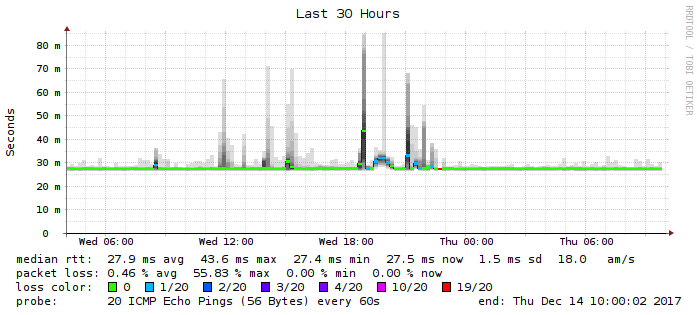 Last 30 Hours
RRDTOOL / TOBI OETIKER
Seconds
80 m
70 m
60 m
50 m
40 m
30 m
20 m
10 m
0
Wed 06:00 Wed 12:00 Wed 18:00 Thu 00:00 Thu 06:00
median rtt: 27.9 ms avg 43.6 ms max 27.4 ms min 27.5 ms now 1.5 ms sd 18.0 am/s
packet loss: 0.46 % avg 55.83 % max 0.00 % min 0.00 % now
loss color: 0 1/20 2/20 3/20 4/20 10/20 19/20
probe: 20 ICMP Echo Pings (56 Bytes) every 60s end: Thu Dec 14 10:00:02 2017